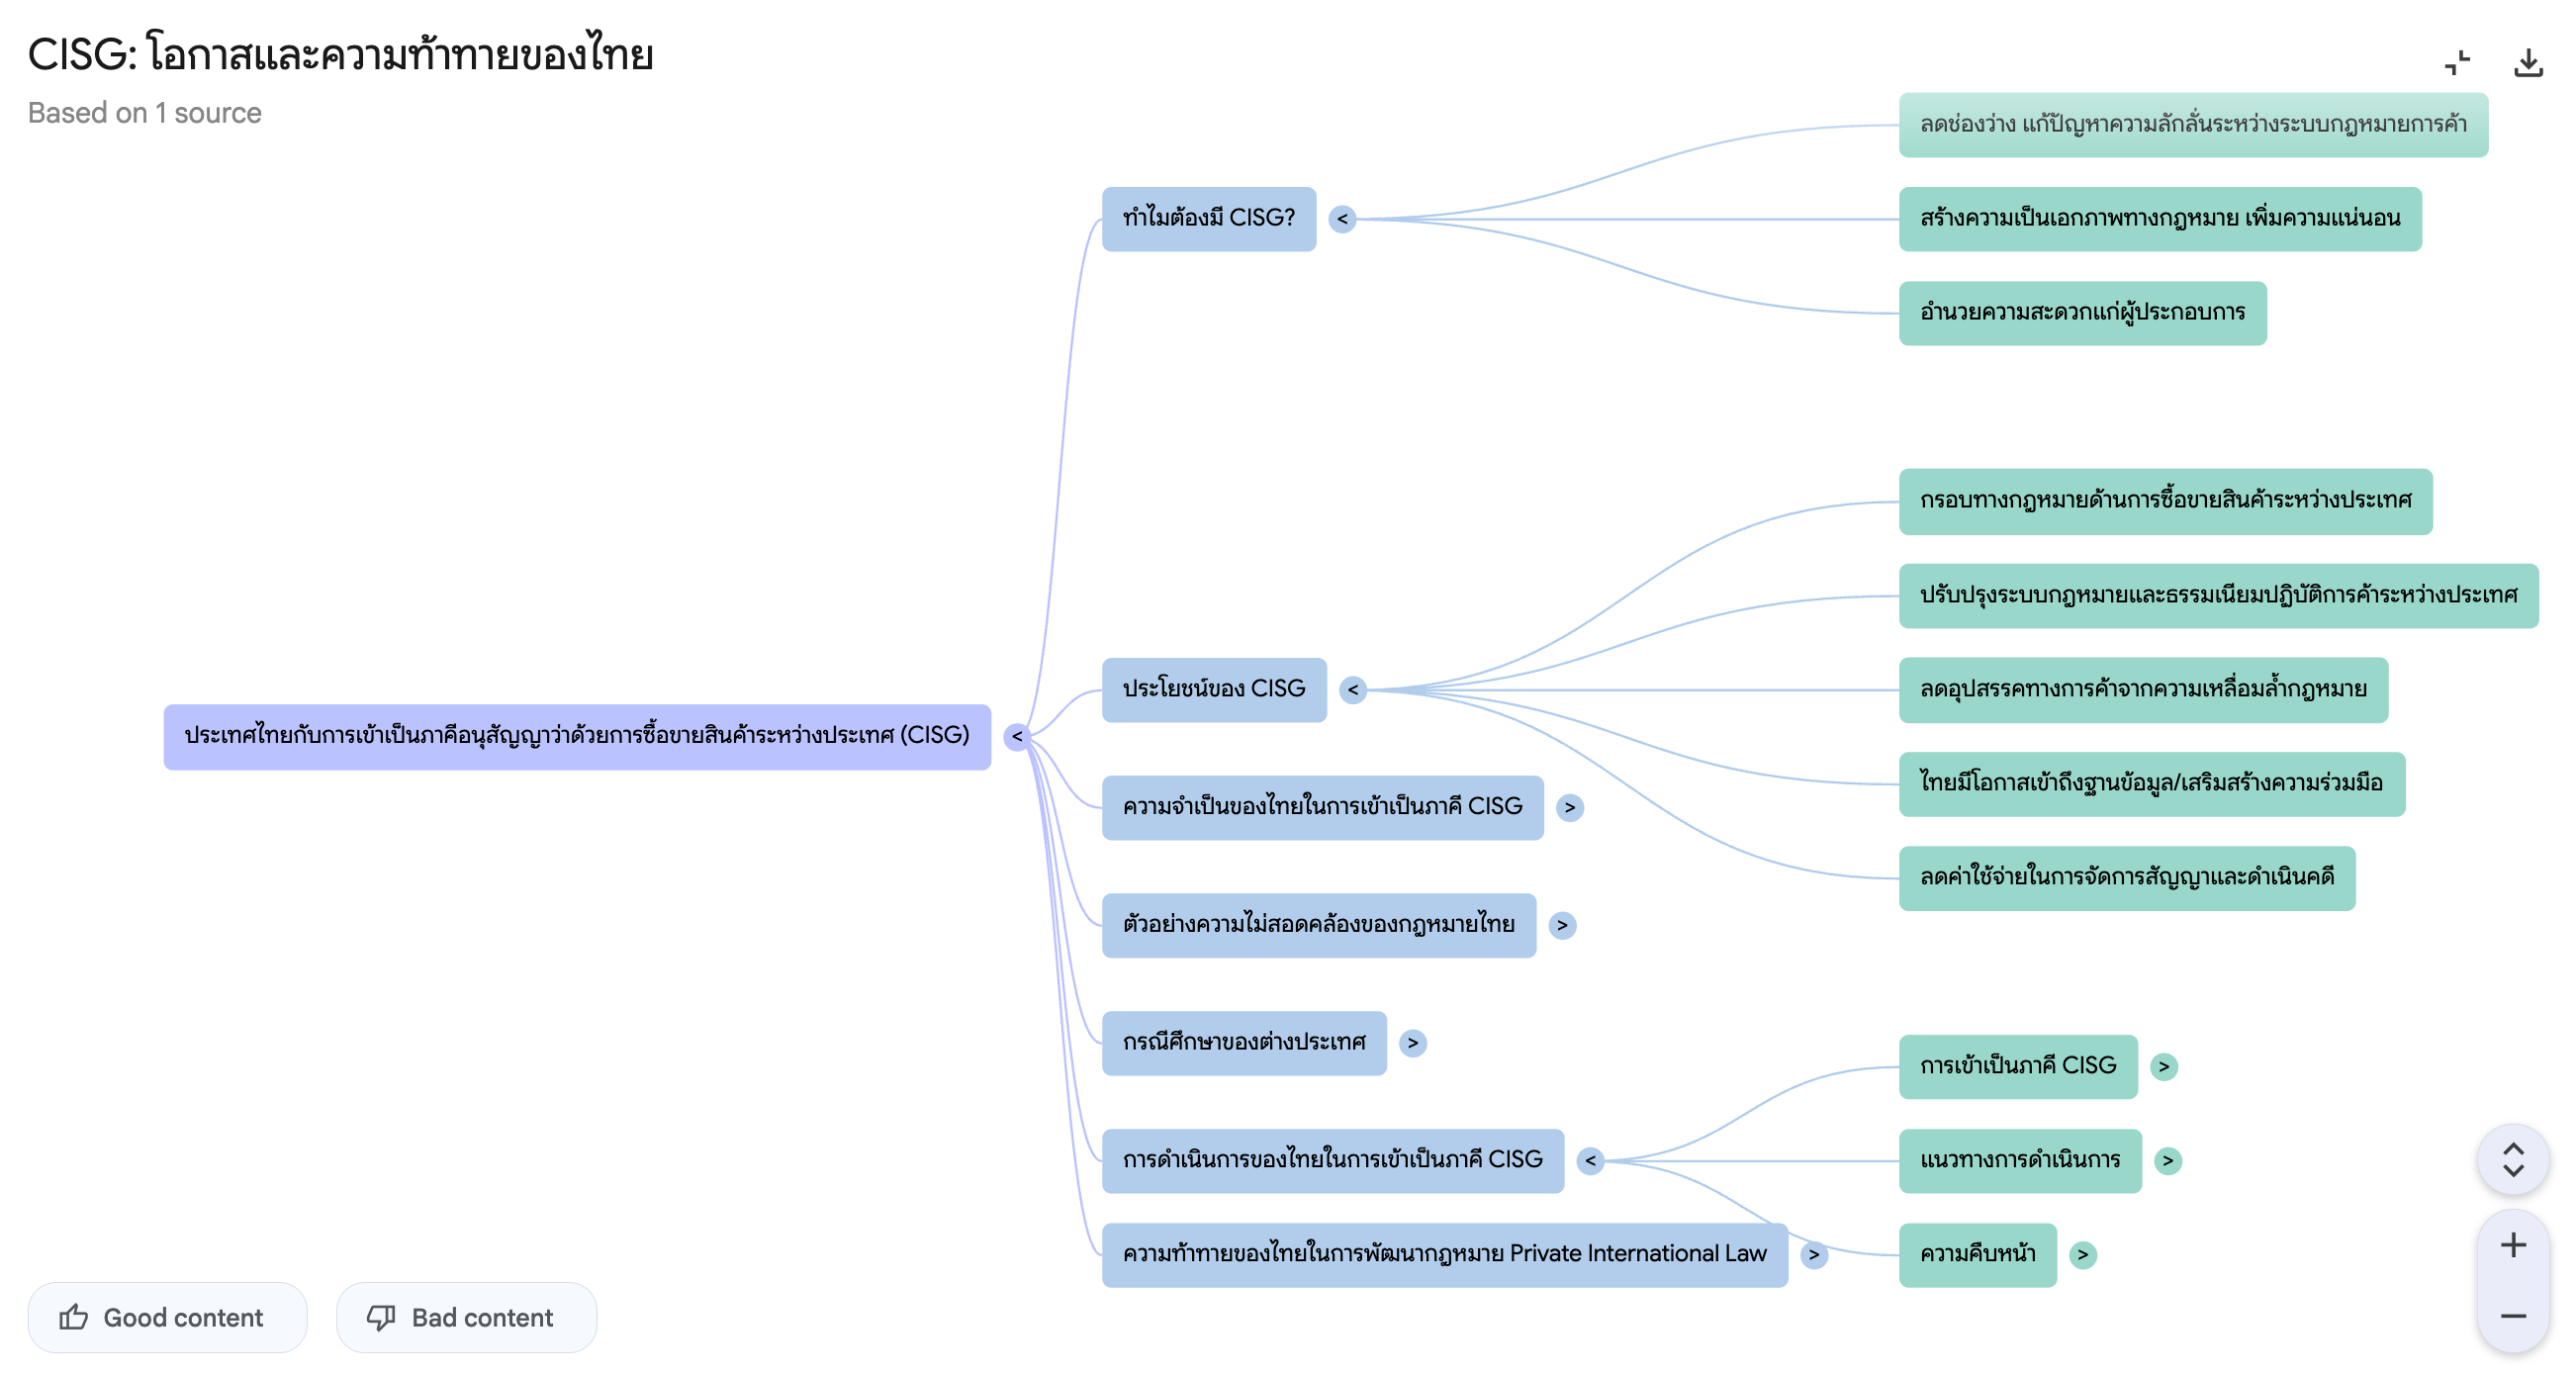 CISG: โอกาสและความท้าทายของไทย
Based on 1 source
ประเทศไทยกับการเข้าเป็นภาคีอนุสัญญาว่าด้วยการซื้อขายสินค้าระหว่างประเทศ (CISG)
<
ทำไมต้องมี CISG?
<
ลดช่องว่าง แก้ปัญหาความลักลั่นระหว่างระบบกฎหมายการค้า
สร้างความเป็นเอกภาพทางกฎหมาย เพิ่มความแน่นอน
อำนวยความสะดวกแก่ผู้ประกอบการ
ประโยชน์ของ CISG
<
กรอบทางกฎหมายด้านการซื้อขายสินค้าระหว่างประเทศ
ปรับปรุงระบบกฎหมายและธรรมเนียมปฏิบัติการค้าระหว่างประเทศ
ลดอุปสรรคทางการค้าจากความเหลื่อมล้ำกฎหมาย
ไทยมีโอกาสเข้าถึงฐานข้อมูล/เสริมสร้างความร่วมมือ
ลดค่าใช้จ่ายในการจัดการสัญญาและดำเนินคดี
ความจำเป็นของไทยในการเข้าเป็นภาคี CISG
>
ตัวอย่างความไม่สอดคล้องของกฎหมายไทย
>
กรณีศึกษาของต่างประเทศ
>
การดำเนินการของไทยในการเข้าเป็นภาคี CISG
<
การเข้าเป็นภาคี CISG
>
แนวทางการดำเนินการ
>
ความคืบหน้า
>
ความท้าทายของไทยในการพัฒนากฎหมาย Private International Law
>
Good content
Bad content